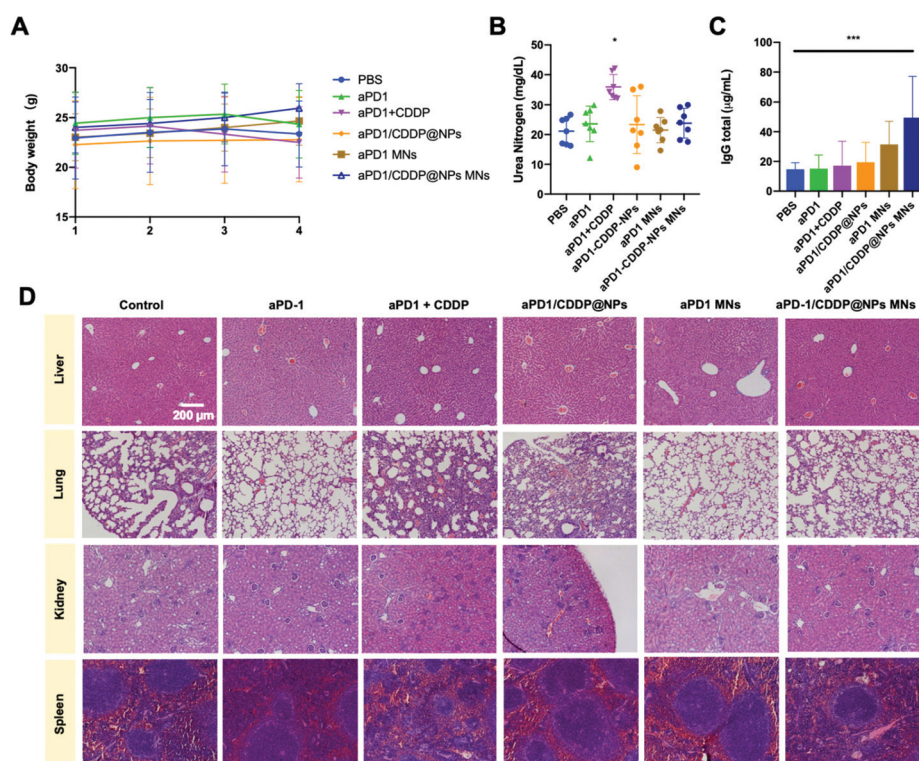 A
Body weight (g)
30
25
20
15
1
2
3
4
PBS
aPD1
aPD1+CDDP
aPD1/CDDP@NPs
aPD1 MNs
aPD1/CDDP@NPs MNs
B
Urea Nitrogen (mg/dL)
50
40
30
20
10
0
*
PBS
aPD1
aPD1+CDDP
aPD1-CDDP-NPs
aPD1 MNs
aPD1-CDDP-NPs MNs
C
IgG total (μg/mL)
100
80
60
40
20
0
***
PBS
aPD1
aPD1+CDDP
aPD1/CDDP@NPs
aPD1 MNs
aPD1/CDDP@NPs MNs
D
Control
aPD-1
aPD1 + CDDP
aPD1/CDDP@NPs
aPD1 MNs
aPD-1/CDDP@NPs MNs
Liver
200 μm
Lung
Kidney
Spleen